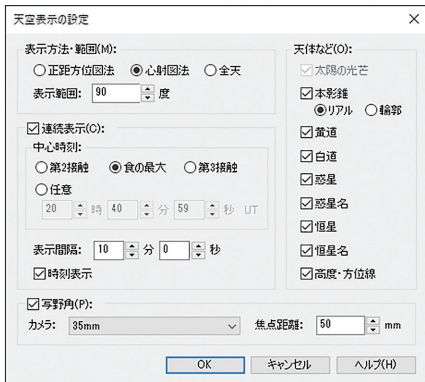 天空表示の設定
表示方法・範囲(M):
正距方位図法 心射図法 全天
表示範囲: 90 度
連続表示(C):
中心時刻:
第2接触 食の最大 第3接触
任意
20 時 40 分 59 秒 UT
表示間隔: 10 分 0 秒
時刻表示
天体など(O):
太陽の光芒
本影錐
リアル 輪郭
黄道
白道
惑星
惑星名
恒星
恒星名
高度・方位線
写野角(P):
カメラ: 35mm 焦点距離: 50 mm
OK キャンセル ヘルプ(H)